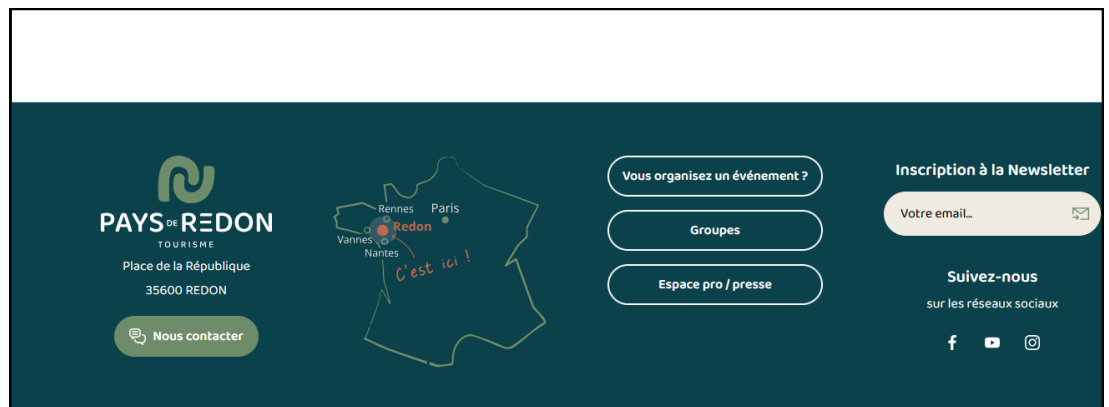 PAYS DE REDON
TOURISME
Place de la République
35600 REDON
Nous contacter
Rennes
Paris
Redon
Vannes
Nantes
C'est ici !
Vous organisez un événement ?
Groupes
Espace pro / presse
Inscription à la Newsletter
Votre email...
Suivez-nous
sur les réseaux sociaux